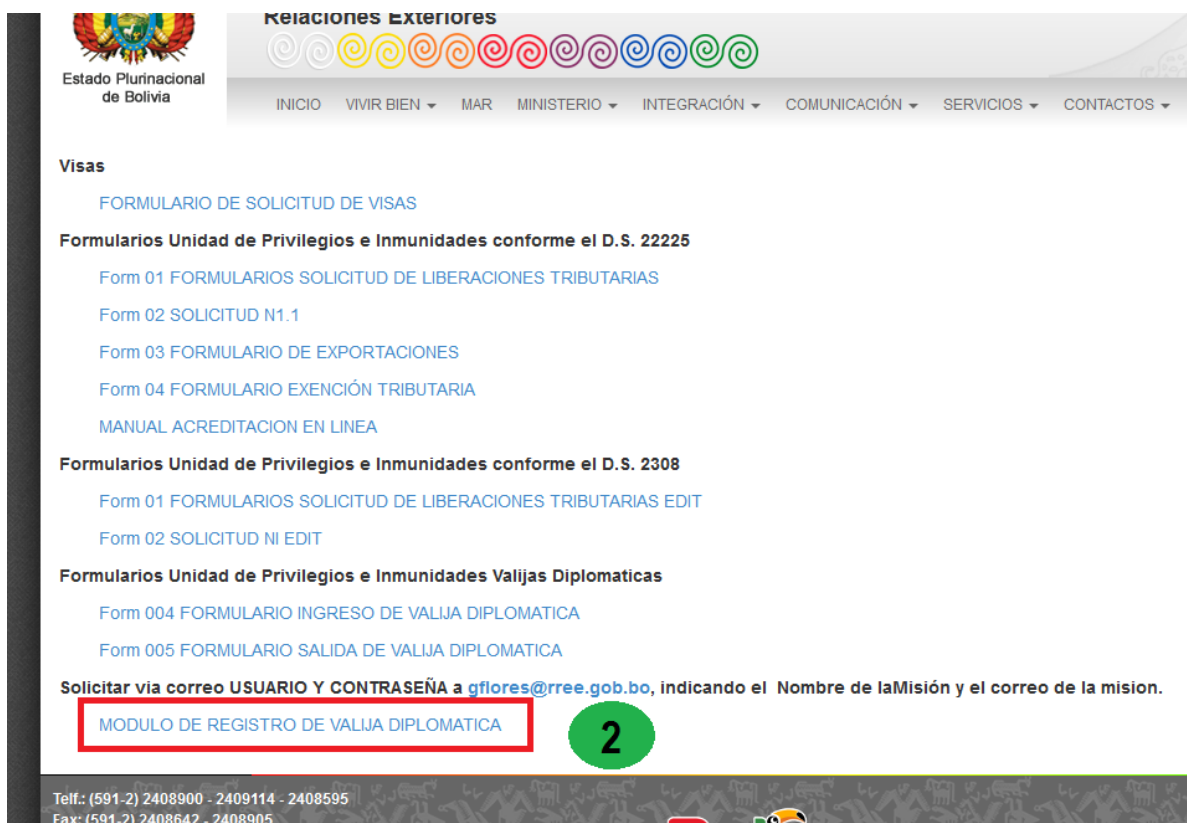 Relaciones Exteriores
Estado Plurinacional
de Bolivia
INICIO VIVIR BIEN MAR MINISTERIO INTEGRACIÓN COMUNICACIÓN SERVICIOS CONTACTOS
Visas
FORMULARIO DE SOLICITUD DE VISAS
Formularios Unidad de Privilegios e Inmunidades conforme el D.S. 22225
Form 01 FORMULARIOS SOLICITUD DE LIBERACIONES TRIBUTARIAS
Form 02 SOLICITUD N1.1
Form 03 FORMULARIO DE EXPORTACIONES
Form 04 FORMULARIO EXENCIÓN TRIBUTARIA
MANUAL ACREDITACION EN LINEA
Formularios Unidad de Privilegios e Inmunidades conforme el D.S. 2308
Form 01 FORMULARIOS SOLICITUD DE LIBERACIONES TRIBUTARIAS EDIT
Form 02 SOLICITUD NI EDIT
Formularios Unidad de Privilegios e Inmunidades Valijas Diplomaticas
Form 004 FORMULARIO INGRESO DE VALIJA DIPLOMATICA
Form 005 FORMULARIO SALIDA DE VALIJA DIPLOMATICA
Solicitar via correo USUARIO Y CONTRASEÑA a gflores@rree.gob.bo, indicando el Nombre de laMisión y el correo de la mision.
MODULO DE REGISTRO DE VALIJA DIPLOMATICA
2
Telf.: (591-2) 2408900 - 2409114 - 2408595
Fax: (591-2) 2408642 - 2408905